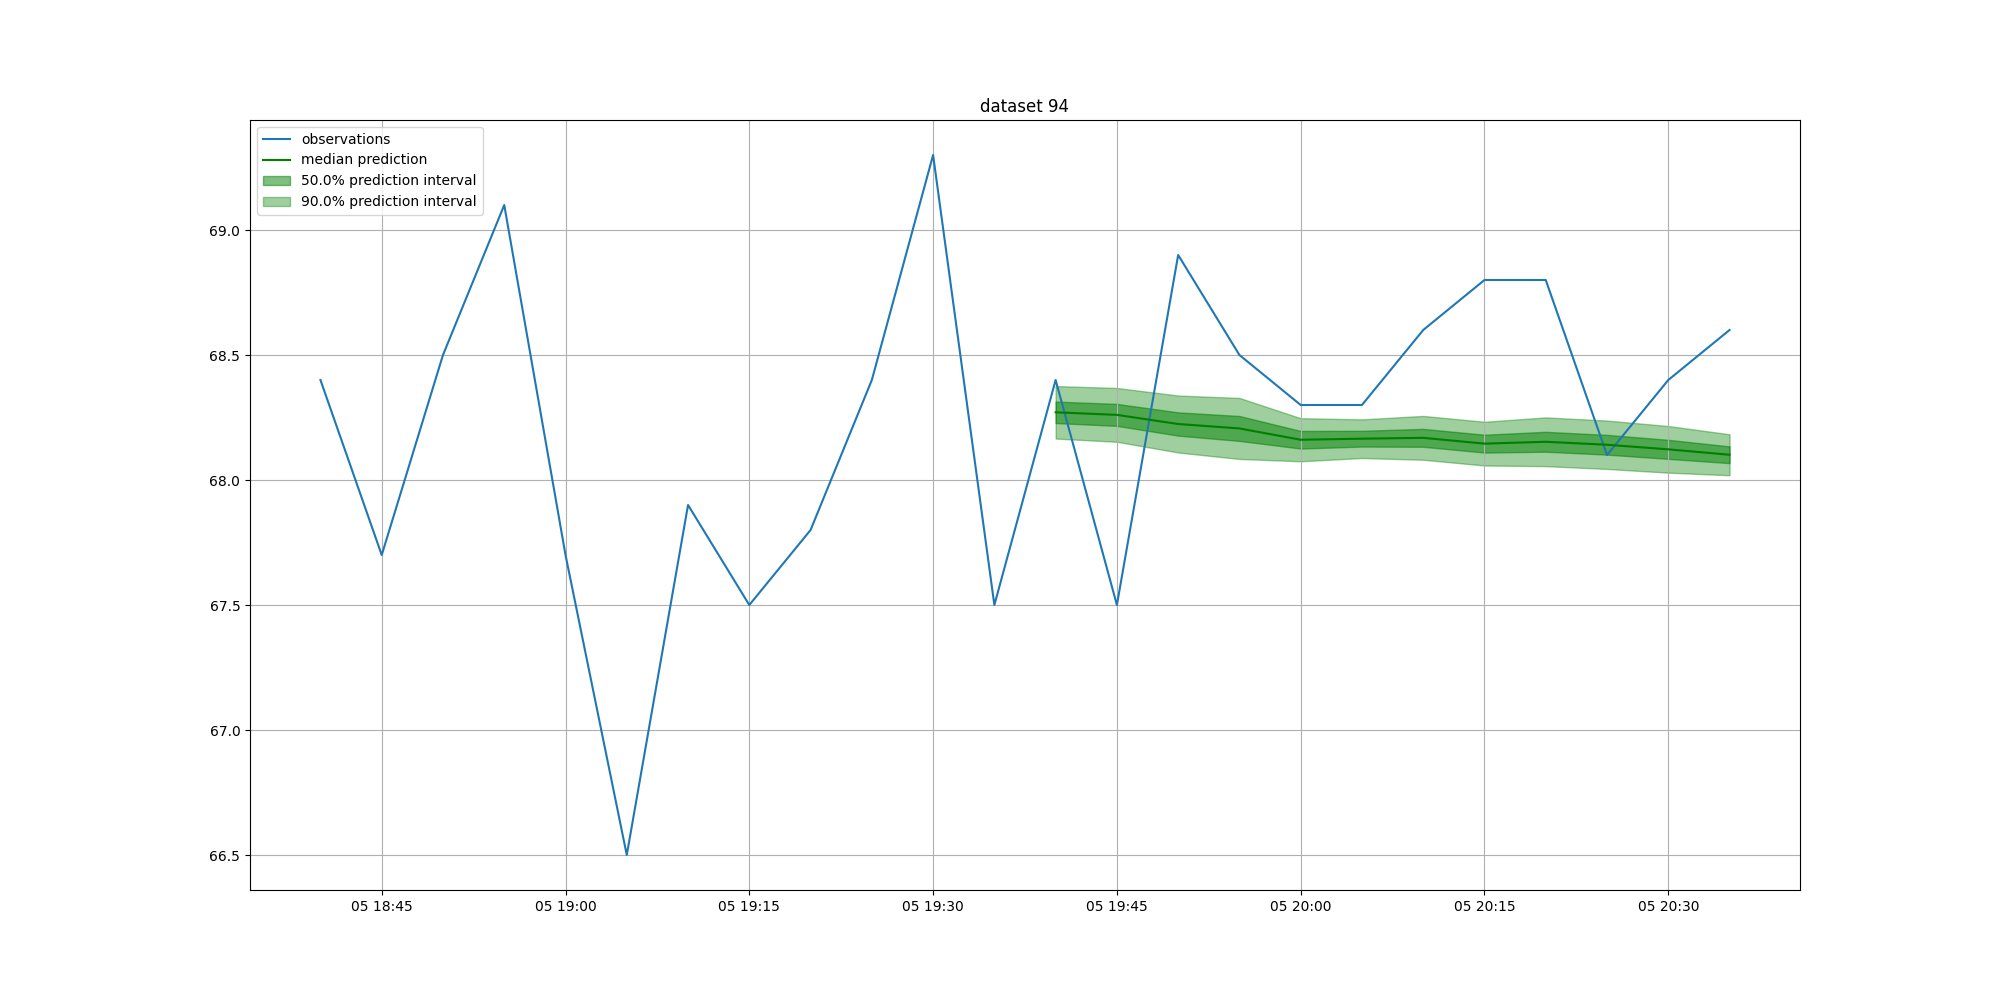 dataset 94
observations
median prediction
50.0% prediction interval
90.0% prediction interval
69.0
68.5
68.0
67.5
67.0
66.5
05 18:45
05 19:00
05 19:15
05 19:30
05 19:45
05 20:00
05 20:15
05 20:30